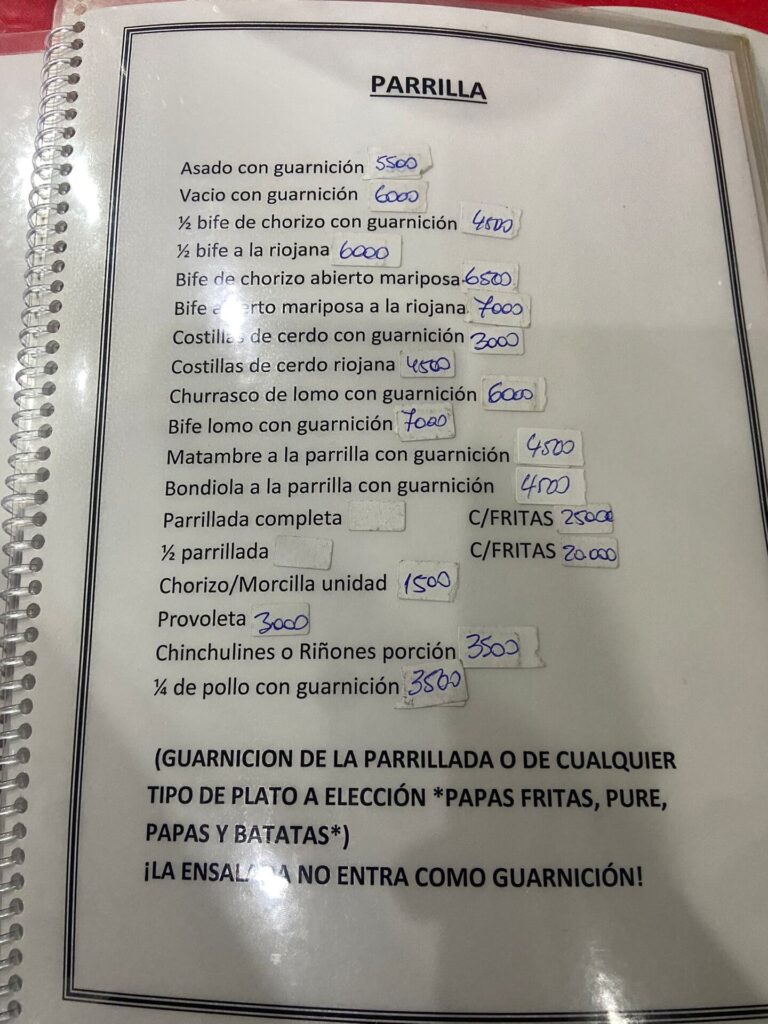 PARRILLA
Asado con guarnición 5500
Vacio con guarnición 6000
½ bife de chorizo con guarnición 4500
½ bife a la riojana 6000
Bife de chorizo abierto mariposa 6500
Bife abierto mariposa a la riojana 7000
Costillas de cerdo con guarnición 3000
Costillas de cerdo riojana 4500
Churrasco de lomo con guarnición 6000
Bife lomo con guarnición 7000
Matambre a la parrilla con guarnición 4500
Bondiola a la parrilla con guarnición 4500
Parrillada completa C/FRITAS 25000
½ parrillada C/FRITAS 20.000
Chorizo/Morcilla unidad 1500
Provoleta 3000
Chinchulines o Riñones porción 3500
¼ de pollo con guarnición 3500
(GUARNICION DE LA PARRILLADA O DE CUALQUIER
TIPO DE PLATO A ELECCIÓN *PAPAS FRITAS, PURE,
PAPAS Y BATATAS*)
¡LA ENSALADA NO ENTRA COMO GUARNICIÓN!